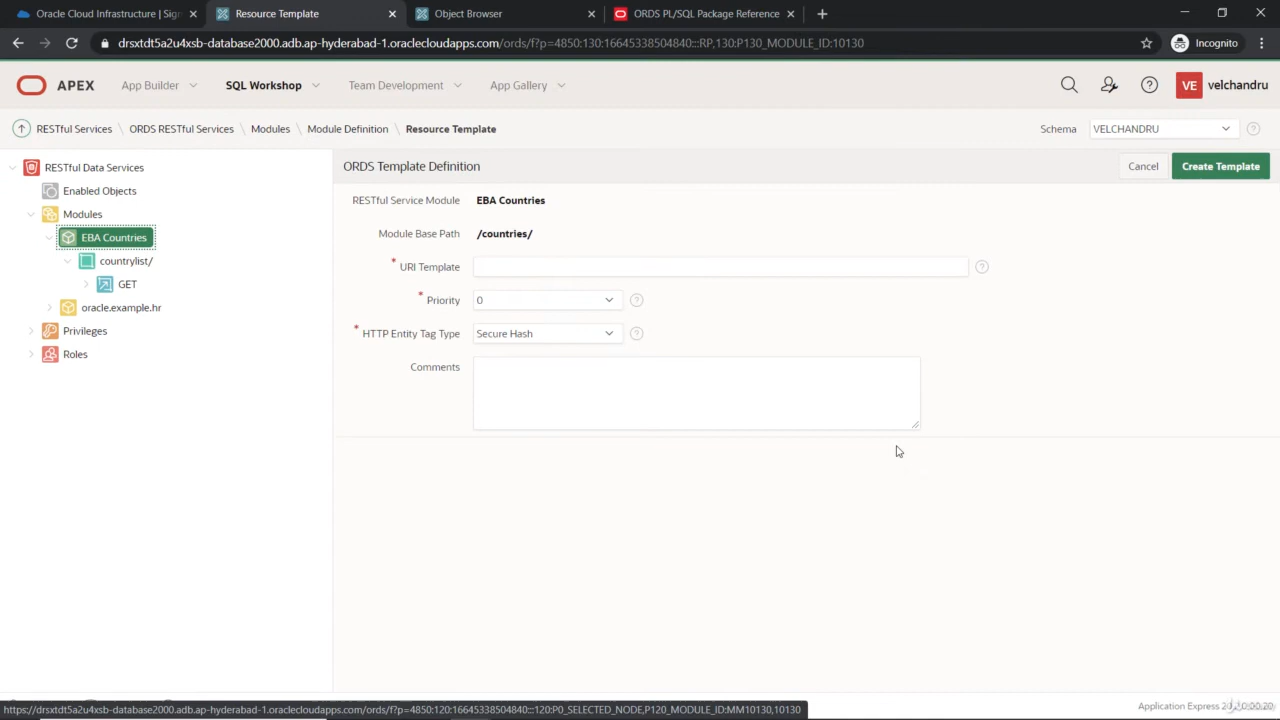 Oracle Cloud Infrastructure | Sign
Resource Template
Object Browser
ORDS PL/SQL Package Reference
drsxtdt5a2u4xsb-database2000.adb.ap-hyderabad-1.oraclecloudapps.com/ords/f?p=4850:130:16645338504840:::RP,130:P130_MODULE_ID:10130
Incognito
APEX
App Builder
SQL Workshop
Team Development
App Gallery
VE
velchandru
RESTful Services \ ORDS RESTful Services \ Modules \ Module Definition \ Resource Template
Schema
VELCHANDRU
RESTful Data Services
Enabled Objects
Modules
EBA Countries
countrylist/
GET
oracle.example.hr
Privileges
Roles
ORDS Template Definition
Cancel
Create Template
RESTful Service Module EBA Countries
Module Base Path /countries/
* URI Template
* Priority 0
* HTTP Entity Tag Type Secure Hash
Comments
https://drsxtdt5a2u4xsb-database2000.adb.ap-hyderabad-1.oraclecloudapps.com/ords/f?p=4850:120:16645338504840:::120:P0_SELECTED_NODE,P120_MODULE_ID:MM10130,10130
Application Express